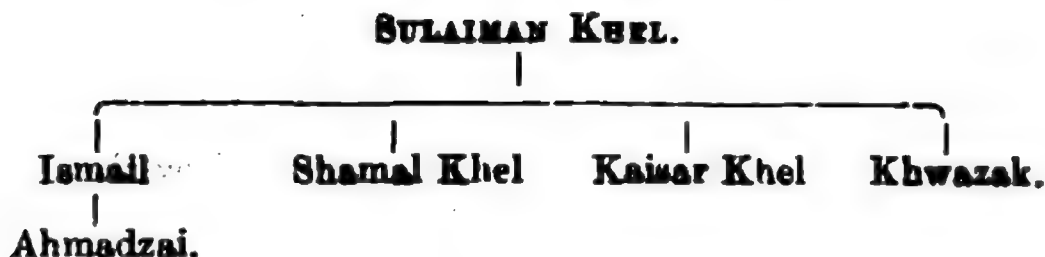 SULAIMAN KHEL.
Ismail Shamal Khel Kaisar Khel Khwazak.
Ahmadzai.